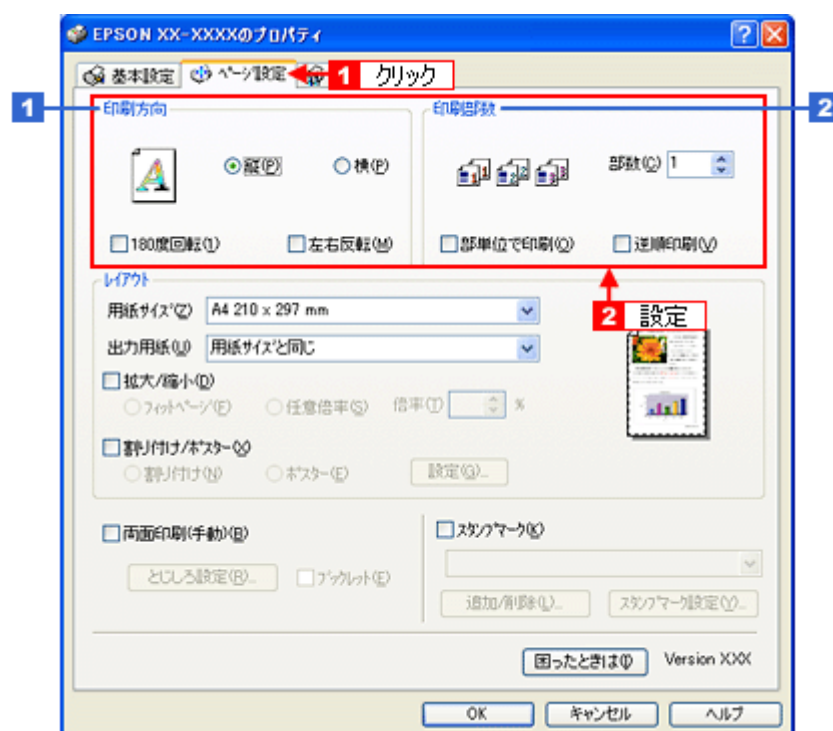 EPSON XX-XXXXのプロパティ
基本設定 ページ設定 1 クリック
1 印刷方向 印刷部数 2
縦(P) 横(P) 部数(C) 1
180度回転(1) 左右反転(M) 部単位で印刷(O) 逆順印刷(V)
レイアウト
用紙サイズ(Z) A4 210 x 297 mm
2 設定
出力用紙(U) 用紙サイズと同じ
拡大/縮小(D)
フィットページ(E) 任意倍率(S) 倍率(T) %
割り付け/ポスター(X)
割り付け(N) ポスター(E) 設定(G)...
両面印刷(手動)(B) スタンプマーク(K)
とじしろ設定(R)... ブックレット(E)
追加/削除(L)... スタンプマーク設定(Y)...
困ったときは(I) Version XXX
OK キャンセル ヘルプ